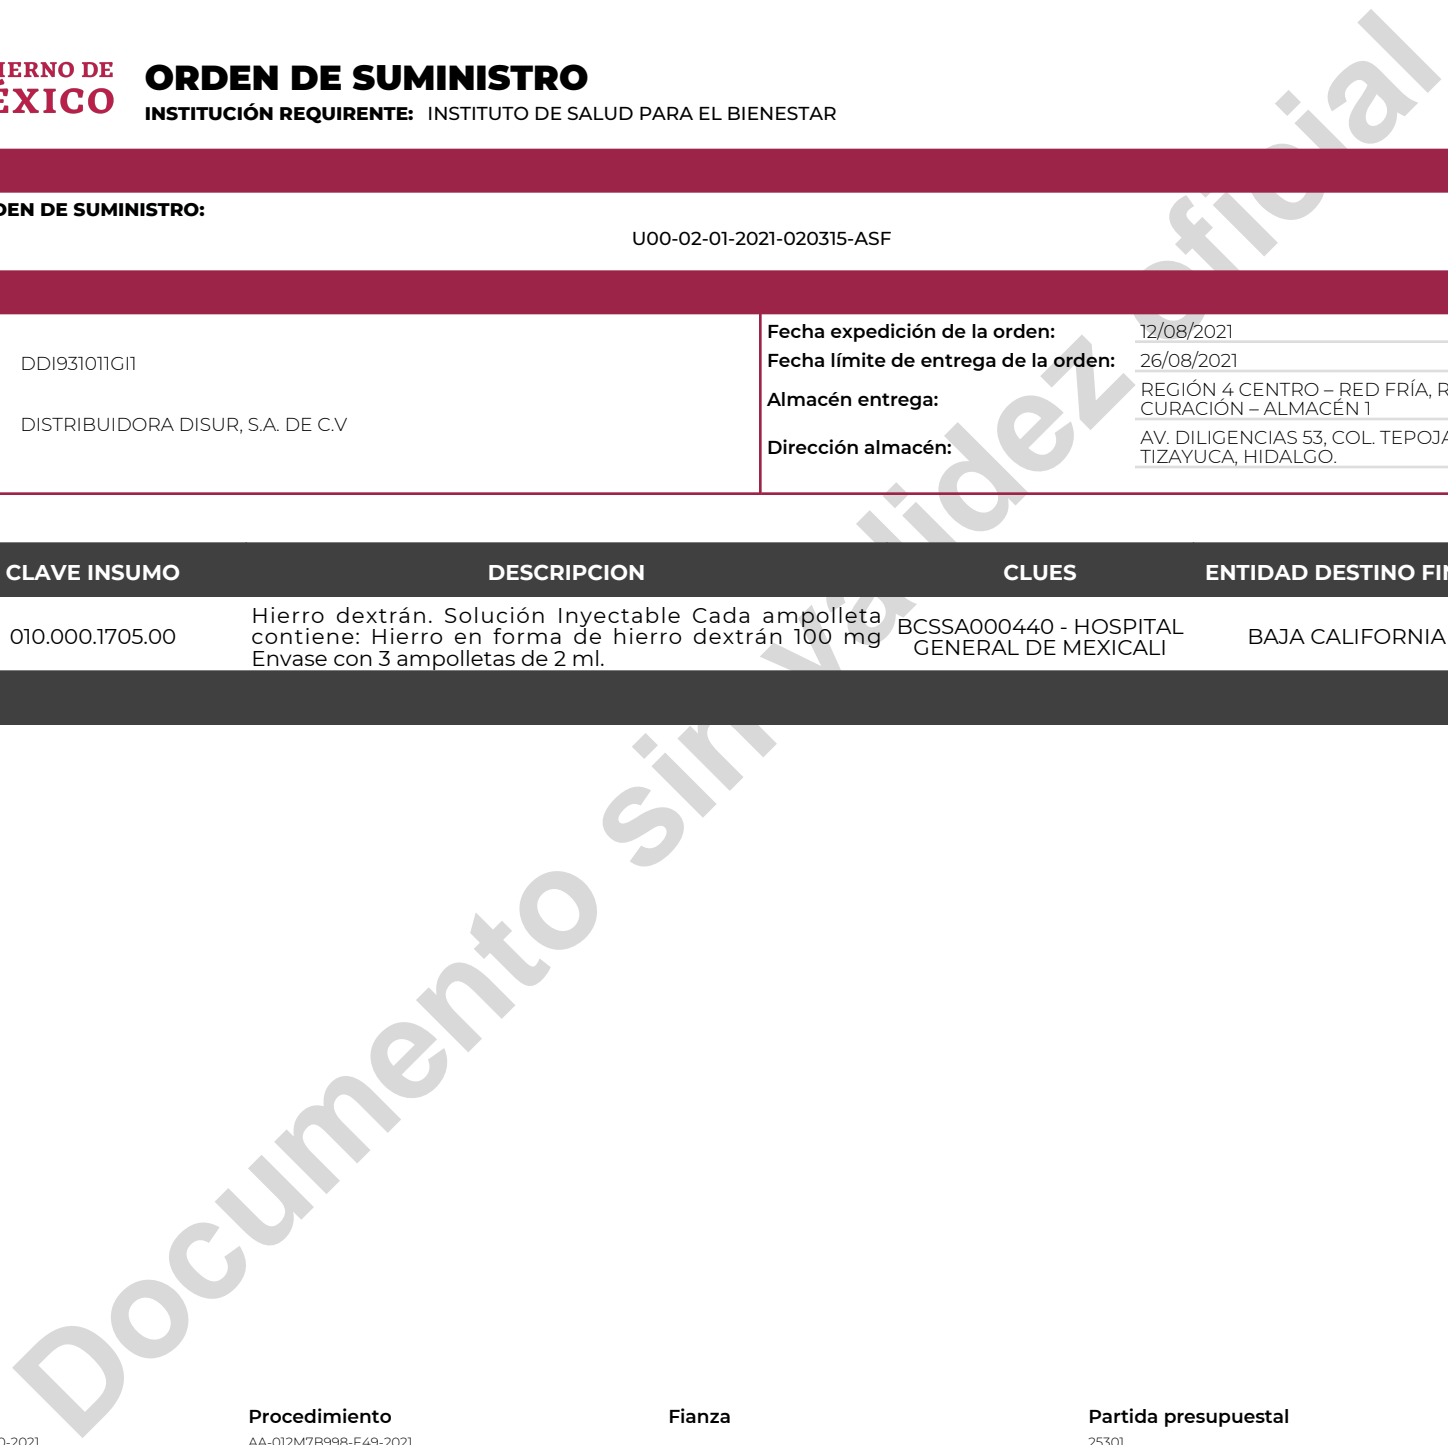 ORDEN DE SUMINISTRO
INSTITUCIÓN REQUIRENTE: INSTITUTO DE SALUD PARA EL BIENESTAR
DE
DE SUMINISTRO:
U00-02-01-2021-020315-ASF
DDI931011GI1
DISTRIBUIDORA DISUR, S.A. DE C.V
Fecha expedición de la orden: 12/08/2021
Fecha límite de entrega de la orden: 26/08/2021
Almacén entrega: REGIÓN 4 CENTRO – RED FRÍA,
CURACIÓN – ALMACÉN 1
Dirección almacén: AV. DILIGENCIAS 53, COL.
TIZAYUCA, HIDALGO.
CLAVE INSUMO DESCRIPCION CLUES ENTIDAD DESTINO
010.000.1705.00
Hierro dextrán. Solución Inyectable Cada ampolleta
contiene: Hierro en forma de hierro dextrán 100 mg
Envase con 3 ampolletas de 2 ml.
BCSSA000440 - HOSPITAL
GENERAL DE MEXICALI
BAJA CALIFORNIA
Documento sin validez oficial
Procedimiento Fianza Partida presupuestal
AA-012M7B998-E49-2021 25301